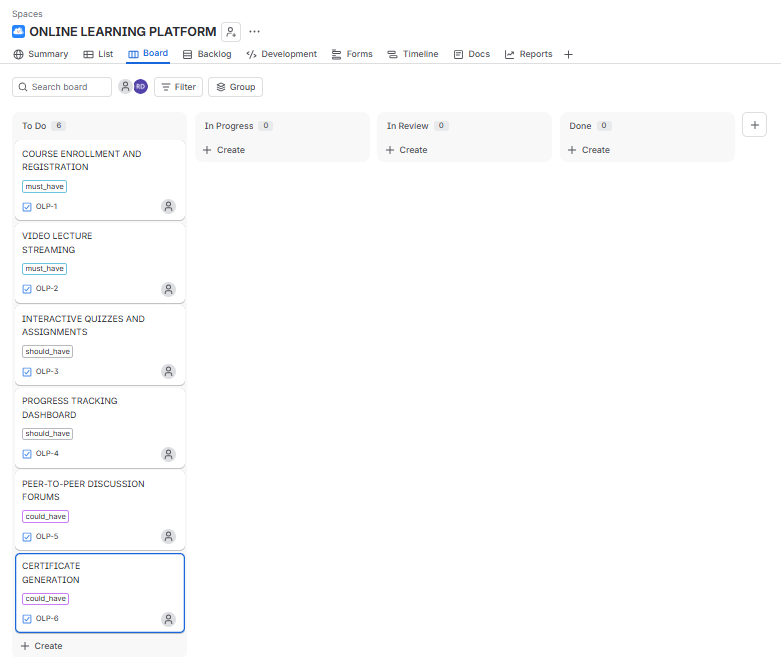 Spaces
ONLINE LEARNING PLATFORM
Summary List Board Backlog Development Forms Timeline Docs Reports
Search board RD Filter Group
To Do 6
COURSE ENROLLMENT AND
REGISTRATION
must_have
OLP-1
VIDEO LECTURE
STREAMING
must_have
OLP-2
INTERACTIVE QUIZZES AND
ASSIGNMENTS
should_have
OLP-3
PROGRESS TRACKING
DASHBOARD
should_have
OLP-4
PEER-TO-PEER DISCUSSION
FORUMS
could_have
OLP-5
CERTIFICATE
GENERATION
could_have
OLP-6
Create
In Progress 0
Create
In Review 0
Create
Done 0
Create